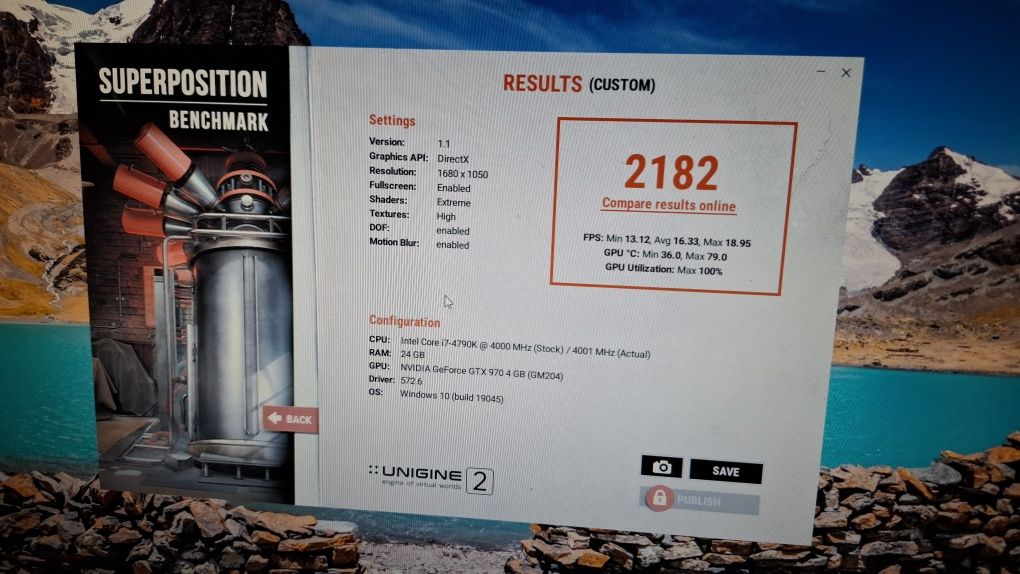 SUPERPOSITION
BENCHMARK
RESULTS (CUSTOM)
Settings
Version: 1.1
Graphics API: DirectX
Resolution: 1680 x 1050
Fullscreen: Enabled
Shaders: Extreme
Textures: High
DOF: enabled
Motion Blur: enabled
2182
Compare results online
FPS: Min 13.12, Avg 16.33, Max 18.95
GPU °C: Min 36.0, Max 79.0
GPU Utilization: Max 100%
Configuration
CPU: Intel Core i7-4790K @ 4000 MHz (Stock) / 4001 MHz (Actual)
RAM: 24 GB
GPU: NVIDIA GeForce GTX 970 4 GB (GM204)
Driver: 572.6
OS: Windows 10 (build 19045)
BACK
UNIGINE 2
engine of virtual worlds
SAVE
PUBLISH